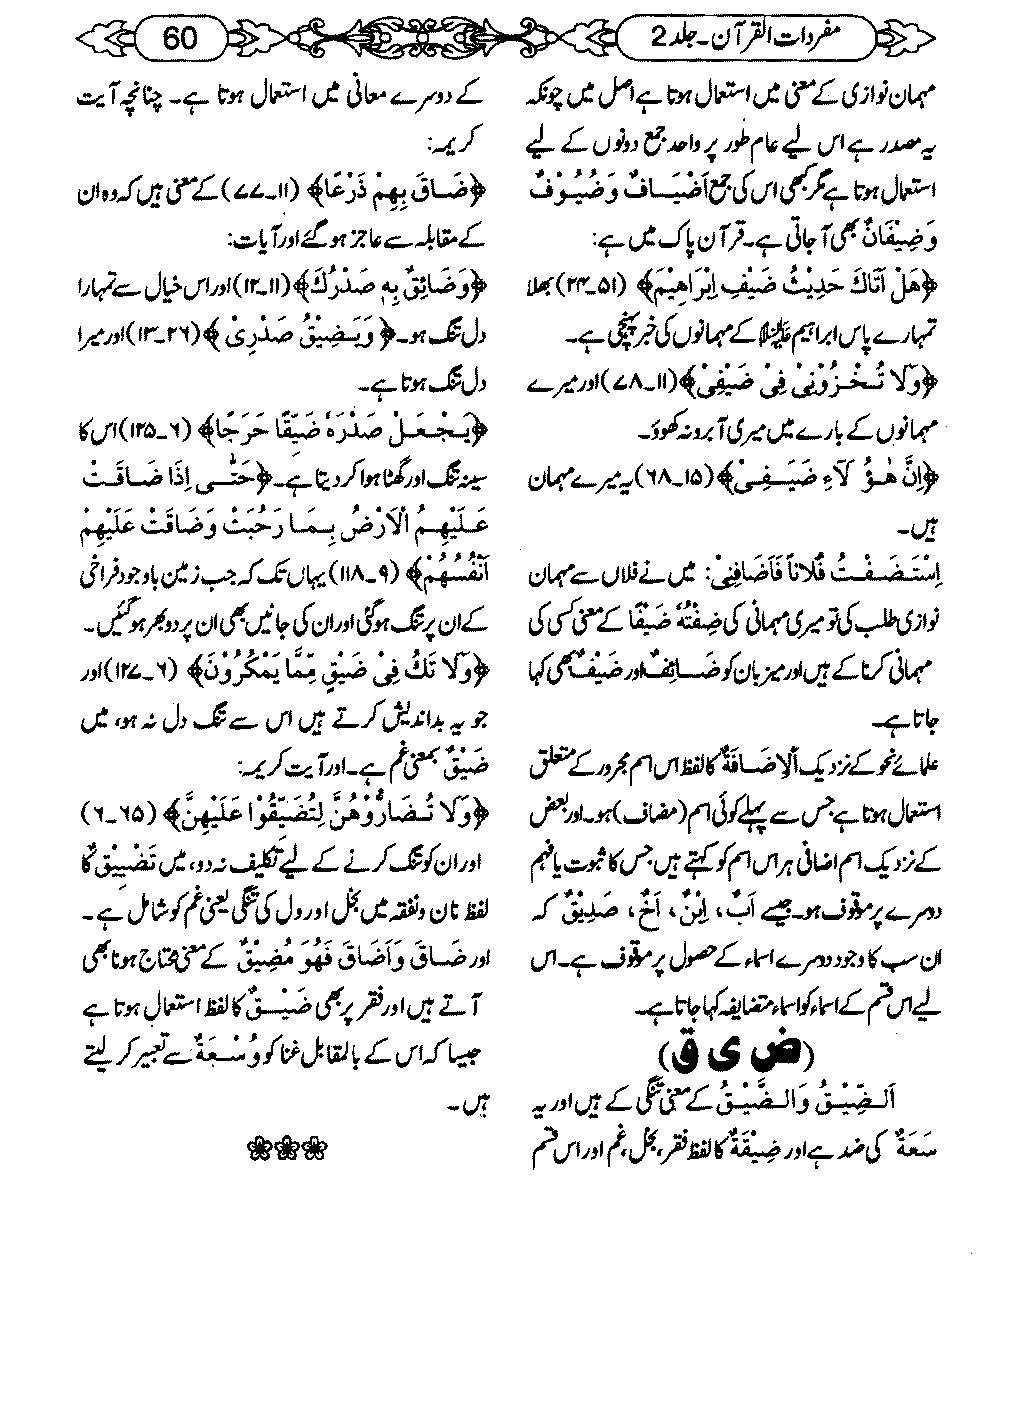 مفردات القرآن۔ جلد 2
60
مہمان نوازی کے معنی میں استعمال ہوتا ہے اصل میں چونکہ
یہ مصدر ہے اس لیے عام طور پر واحد جمع دونوں کے لیے
استعمال ہوتا ہے مگر کبھی اس کی جمع اَضْیَافٌ وَضُیُوْفٌ
وَضِیْفَانٌ بھی آ جاتی ہے۔ قرآن پاک میں ہے:
﴿هَلْ اَتَاكَ حَدِيْثُ ضَيْفِ اِبْرَاهِيْمَ﴾ (۵۱۔۲۴) بھلا
تمہارے پاس ابراہیم علیہ السلام کے مہمانوں کی خبر پہنچی ہے۔
﴿وَلَا تُخْزُوْنِيْ فِيْ ضَيْفِيْ﴾ (۱۱۔۷۸) اور میرے
مہمانوں کے بارے میں میری آبرو نہ کھوؤ۔
﴿اِنَّ هٰٓؤُلَآءِ ضَيْفِيْ﴾ (۱۵۔۶۸) یہ میرے مہمان
ہیں۔
اِسْتَضَفْتُ فُلَانًا فَاَضَافَنِیْ: میں نے فلاں سے مہمان
نوازی طلب کی تو میری مہمانی کی ضِفْتُہٗ ضَیْفًا کے معنی کسی کی
مہمانی کرنا کے ہیں اور میزبان کو ضَائِفٌ اور ضَیْفٌ بھی کہا
جاتا ہے۔
علمائے نحو کے نزدیک اَلْاِضَافَةُ کا لفظ اس اسم مجرور کے متعلق
استعمال ہوتا ہے جس سے پہلے کوئی اسم (مضاف) ہو۔ اور بعض
کے نزدیک اسم اضافی ہر اس اسم کو کہتے ہیں جس کا ثبوت یا فہم
دوسرے پر موقوف ہو۔ جیسے اَبٌ، اِبْنٌ، اَخٌ، صَدِیْقٌ کہ
ان سب کا وجود دوسرے اسماء کے حصول پر موقوف ہے۔ اس
لیے اس قسم کے اسماء کو اسماء متضایفہ کہا جاتا ہے۔
(ض ی ق)
اَلضِّیْقُ وَالضَّیْقُ کے معنی تنگی کے ہیں اور یہ
سَعَةٌ کی ضد ہے اور ضِیْقَةٌ کا لفظ فقر، بخل، غم اور اس قسم
کے دوسرے معانی میں استعمال ہوتا ہے۔ چنانچہ آیت
کریمہ:
﴿ضَاقَ بِهِمْ ذَرْعًا﴾ (۱۱۔۷۷) کے معنی ہیں کہ وہ ان
کے مقابلہ سے عاجز ہو گئے اور آیات:
﴿وَضَآئِقٌ بِهٖ صَدْرُكَ﴾ (۱۱۔۱۲) اور اس خیال سے تمہارا
دل تنگ ہو۔ ﴿وَيَضِيْقُ صَدْرِيْ﴾ (۲۶۔۱۳) اور میرا
دل تنگ ہوتا ہے۔
﴿يَجْعَلْ صَدْرَهٗ ضَيِّقًا حَرَجًا﴾ (۶۔۱۲۵) اس کا
سینہ تنگ اور گھٹا ہوا کر دیتا ہے۔ ﴿حَتّٰى اِذَا ضَاقَتْ
عَلَيْهِمُ الْاَرْضُ بِمَا رَحُبَتْ وَضَاقَتْ عَلَيْهِمْ
اَنْفُسُهُمْ﴾ (۹۔۱۱۸) یہاں تک کہ جب زمین باوجود فراخی
کے ان پر تنگ ہو گئی اور ان کی جانیں بھی ان پر دوبھر ہو گئیں۔
﴿وَلَا تَكُ فِيْ ضَيْقٍ مِّمَّا يَمْكُرُوْنَ﴾ (۶۔۱۲۷) اور
جو یہ بداندیشی کرتے ہیں اس سے تنگ دل نہ ہو، میں
ضَیْقٌ بمعنی غم ہے۔ اور آیت کریمہ:
﴿وَلَا تُضَارُّوْهُنَّ لِتُضَيِّقُوْا عَلَيْهِنَّ﴾ (۶۵۔۶)
اور ان کو تنگ کرنے کے لیے تکلیف نہ دو، میں تَضْیِیْقٌ کا
لفظ نان و نفقہ میں بخل اور دل کی تنگی یعنی غم کو شامل ہے۔
اور ضَاقَ وَاَضَاقَ فَھُوَ مُضِیْقٌ کے معنی محتاج ہونا بھی
آتے ہیں اور فقر پر بھی ضَیْقٌ کا لفظ استعمال ہوتا ہے
جیسا کہ اس کے بالمقابل غنا کو وُسْعَةٌ سے تعبیر کر لیتے
ہیں۔